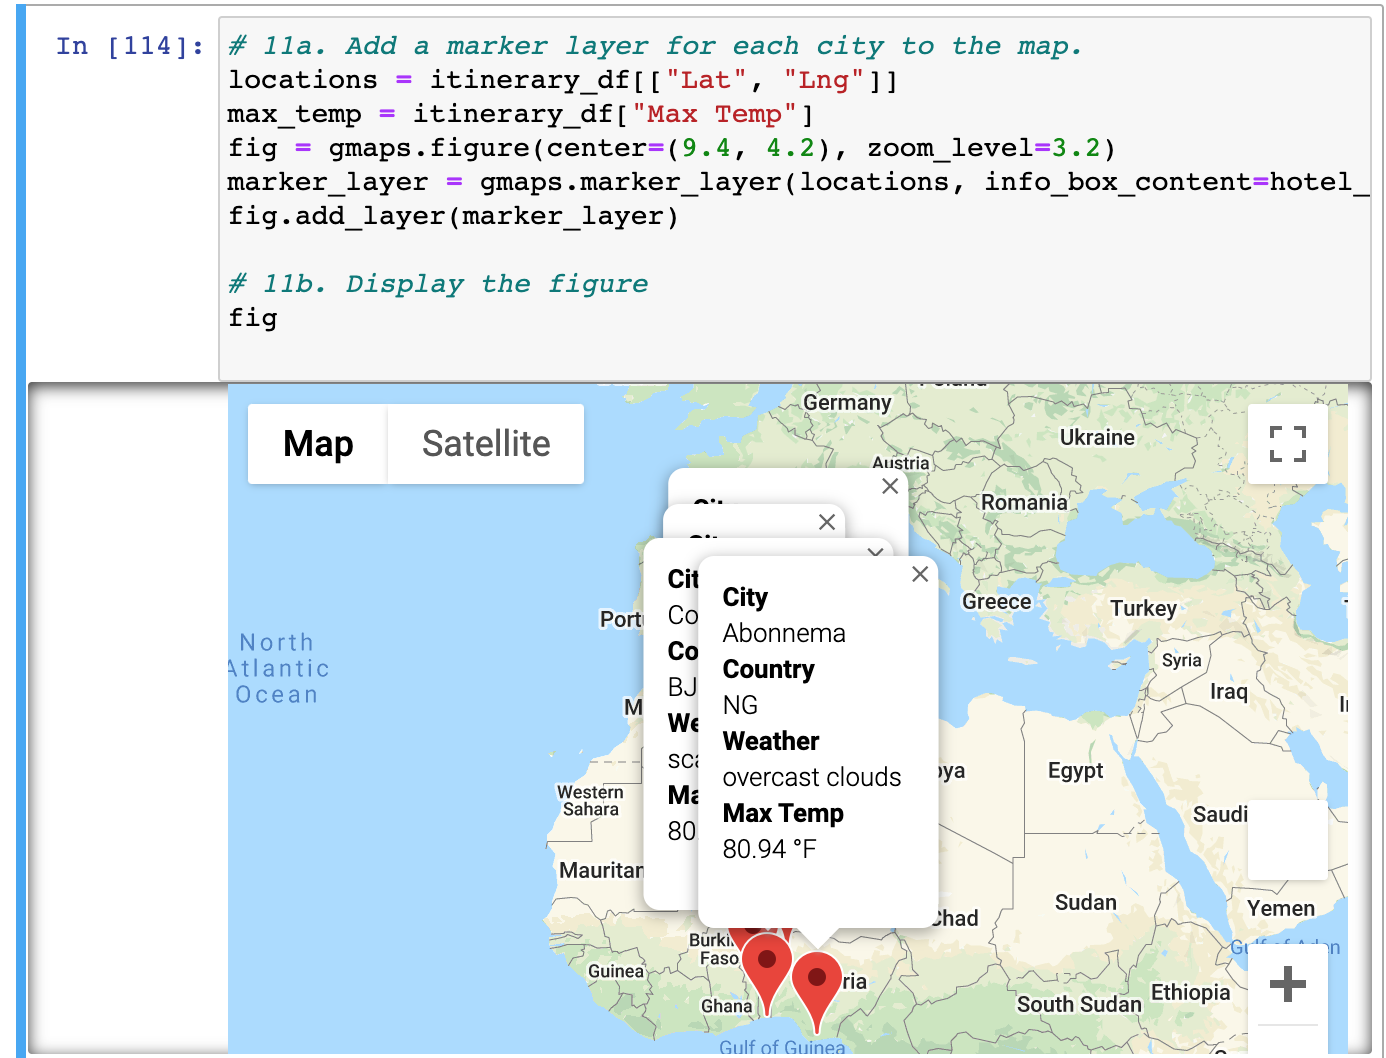 In [114]:
# 11a. Add a marker layer for each city to the map.
locations = itinerary_df[["Lat", "Lng"]]
max_temp = itinerary_df["Max Temp"]
fig = gmaps.figure(center=(9.4, 4.2), zoom_level=3.2)
marker_layer = gmaps.marker_layer(locations, info_box_content=hotel_
fig.add_layer(marker_layer)
# 11b. Display the figure
fig
Map
Satellite
Germany
Ukraine
Austria
Romania
Greece
Turkey
Port
North
Atlantic
Ocean
Syria
Iraq
Cit
Co
Co
BJ
We
sca
Ma
80
City
Abonnema
Country
NG
Weather
overcast clouds
Max Temp
80.94 °F
M
ya
Egypt
Western
Sahara
Saudi
Mauritan
Sudan
Chad
Yemen
Gulf of Aden
Burki
Faso
Guinea
ria
Ghana
South Sudan
Ethiopia
Gulf of Guinea